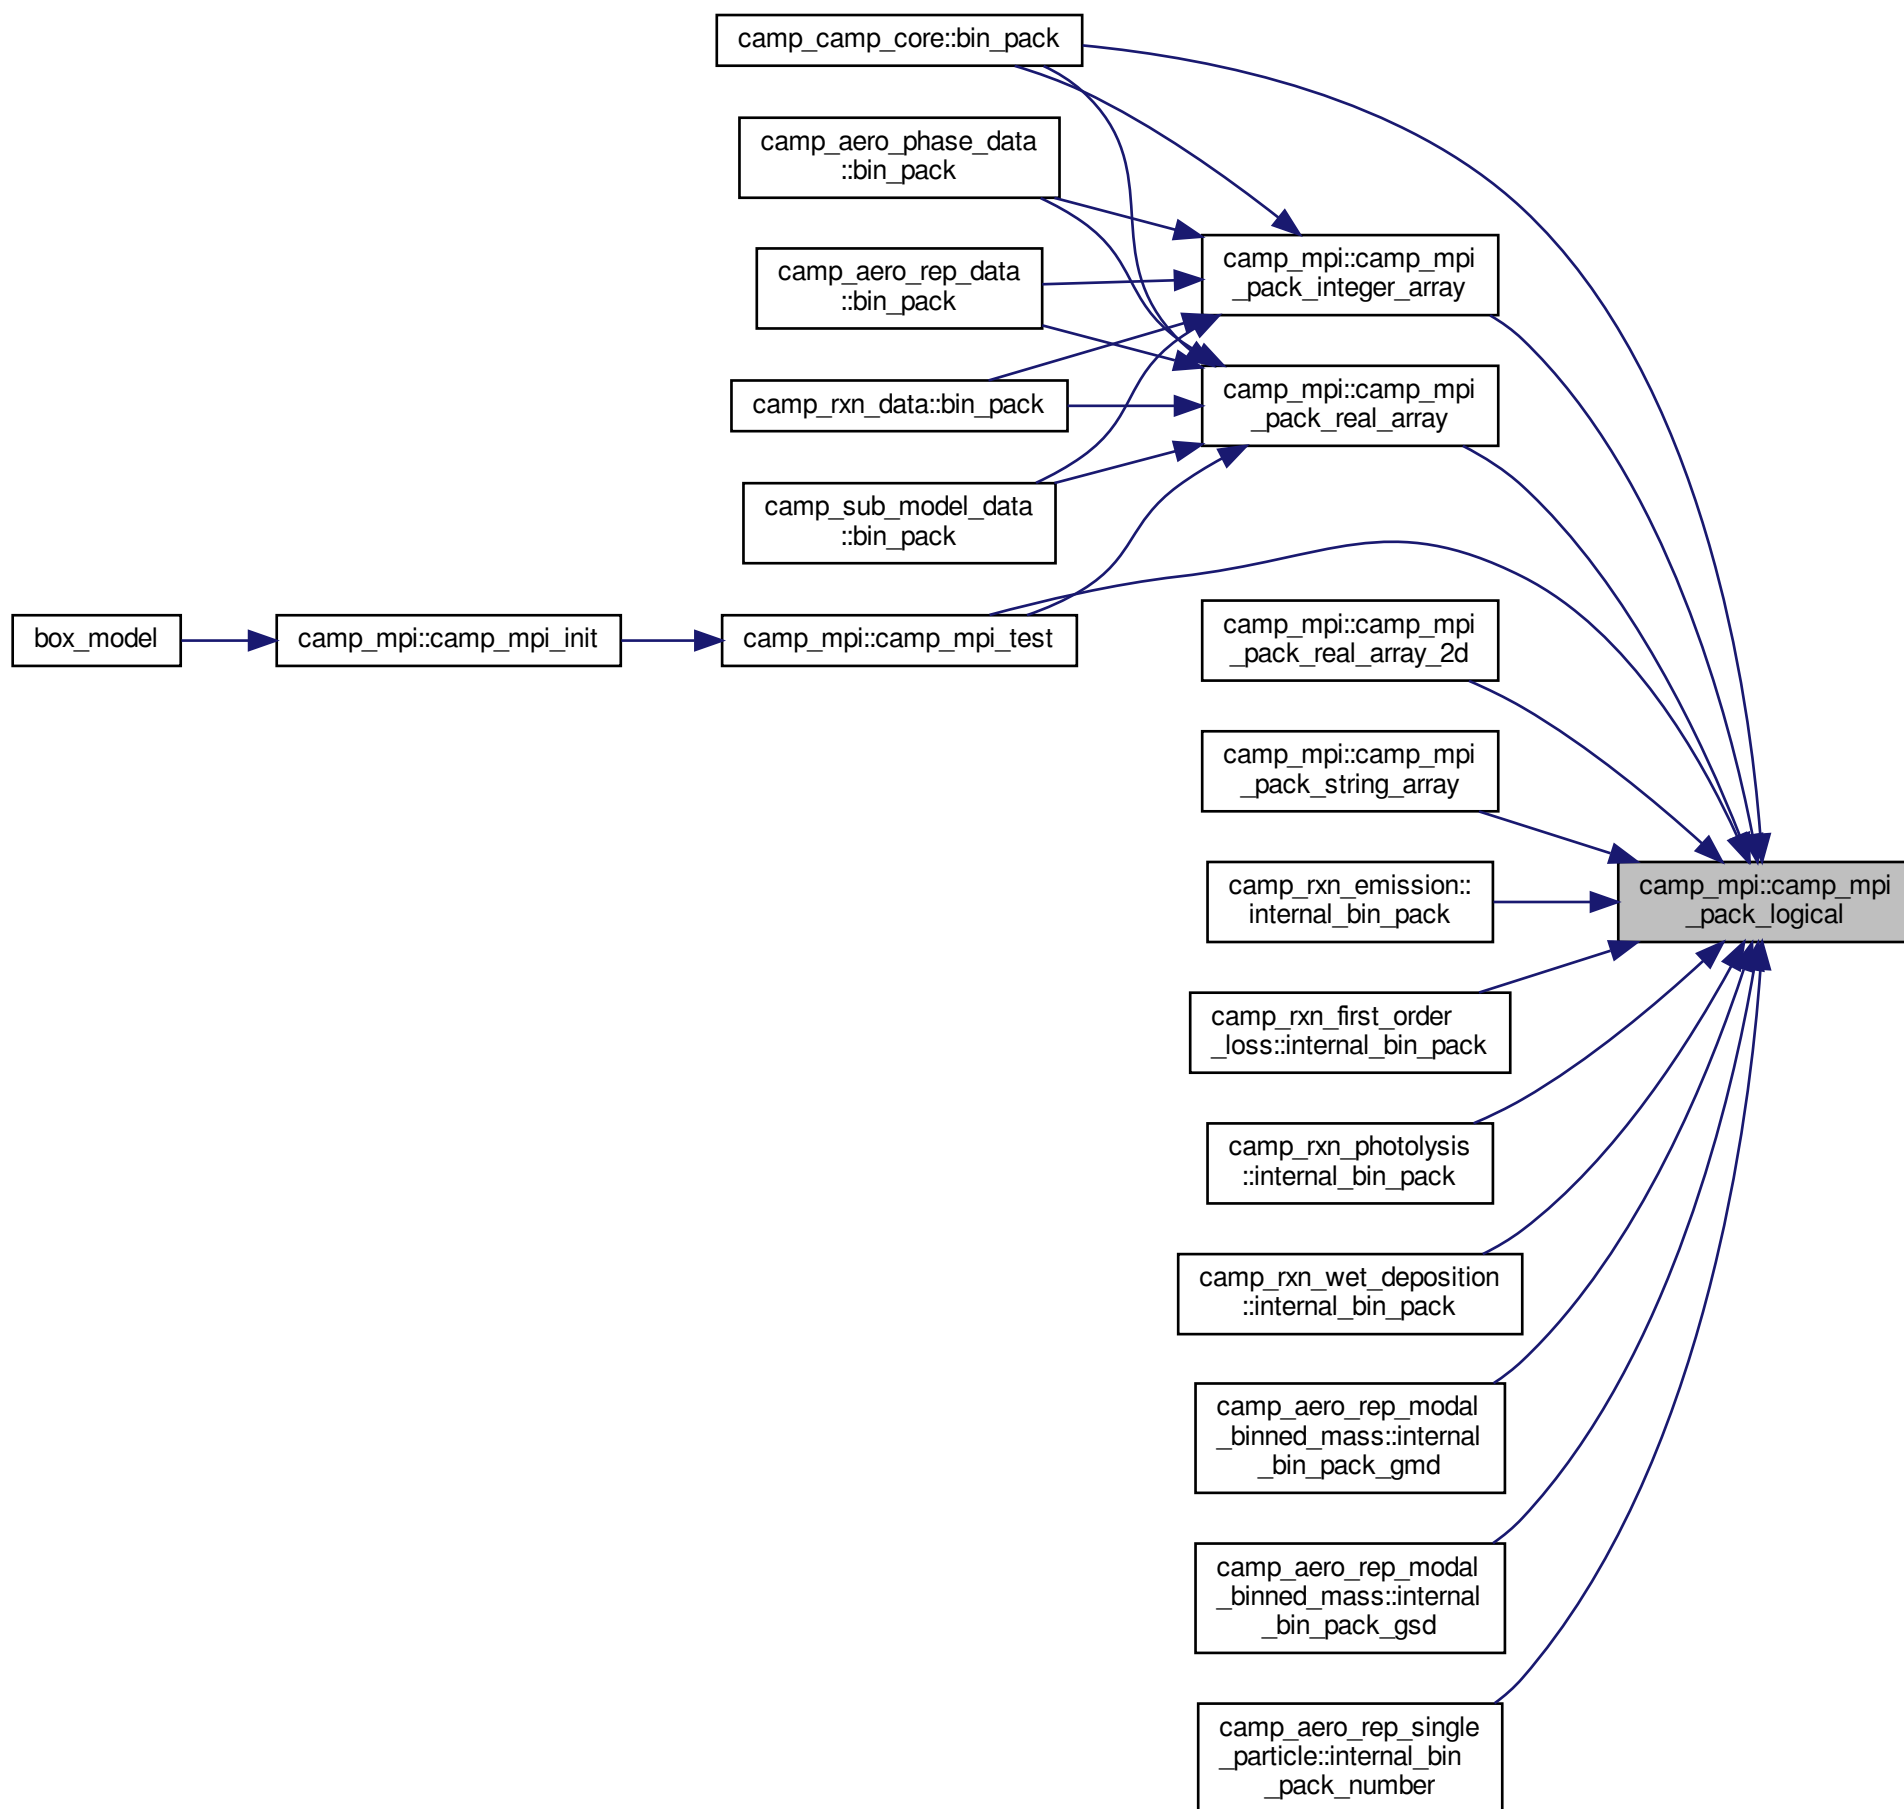 camp_camp_core::bin_pack
camp_aero_phase_data
::bin_pack
camp_aero_rep_data
::bin_pack
camp_rxn_data::bin_pack
camp_sub_model_data
::bin_pack
box_model
camp_mpi::camp_mpi_init
camp_mpi::camp_mpi_test
camp_mpi::camp_mpi
_pack_integer_array
camp_mpi::camp_mpi
_pack_real_array
camp_mpi::camp_mpi
_pack_real_array_2d
camp_mpi::camp_mpi
_pack_string_array
camp_rxn_emission::
internal_bin_pack
camp_rxn_first_order
_loss::internal_bin_pack
camp_rxn_photolysis
::internal_bin_pack
camp_rxn_wet_deposition
::internal_bin_pack
camp_aero_rep_modal
_binned_mass::internal
_bin_pack_gmd
camp_aero_rep_modal
_binned_mass::internal
_bin_pack_gsd
camp_aero_rep_single
_particle::internal_bin
_pack_number
camp_mpi::camp_mpi
_pack_logical